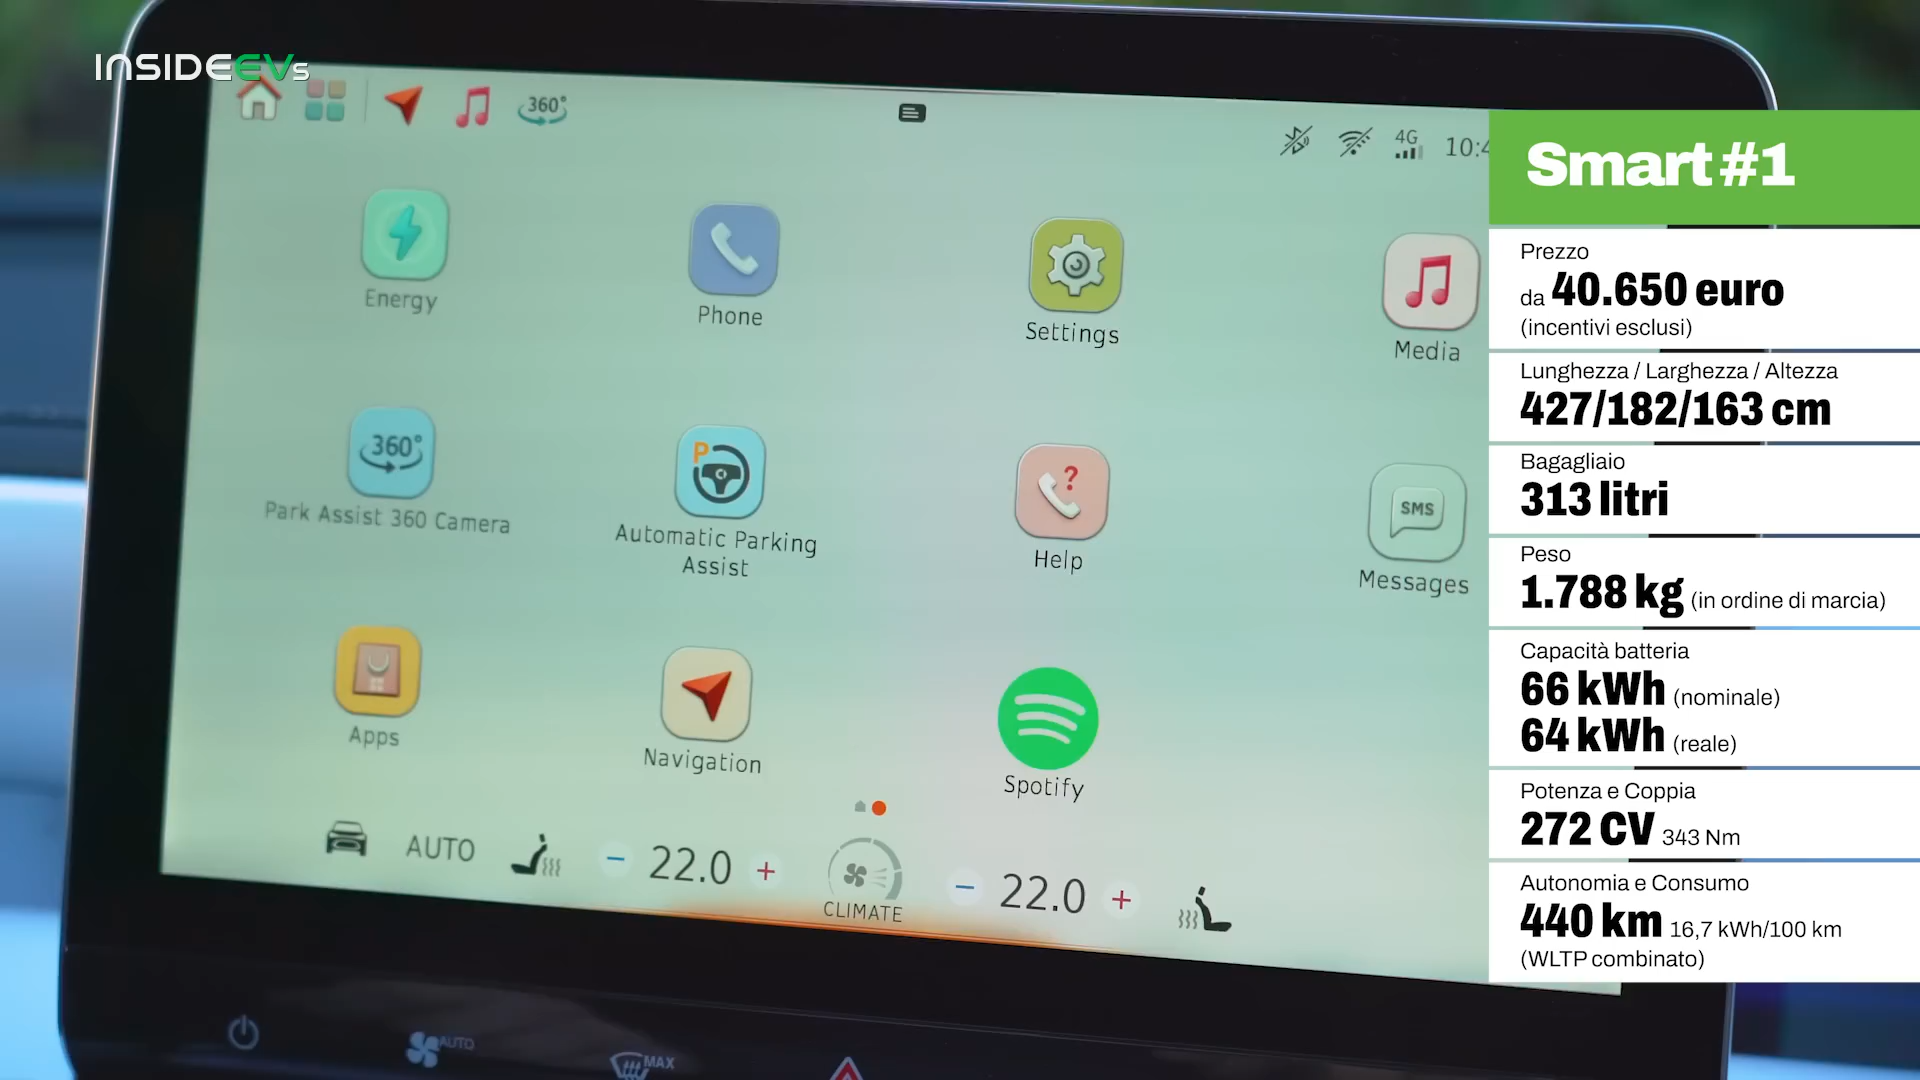 INSIDEEVs
360°
4G
10:4
Energy
Phone
Settings
Media
360°
Park Assist 360 Camera
P
Automatic Parking
Assist
?
Help
SMS
Messages
Apps
Navigation
Spotify
AUTO
22.0
CLIMATE
22.0
AUTO
MAX
Smart #1
Prezzo
da 40.650 euro
(incentivi esclusi)
Lunghezza / Larghezza / Altezza
427/182/163 cm
Bagagliaio
313 litri
Peso
1.788 kg (in ordine di marcia)
Capacità batteria
66 kWh (nominale)
64 kWh (reale)
Potenza e Coppia
272 CV 343 Nm
Autonomia e Consumo
440 km 16,7 kWh/100 km
(WLTP combinato)